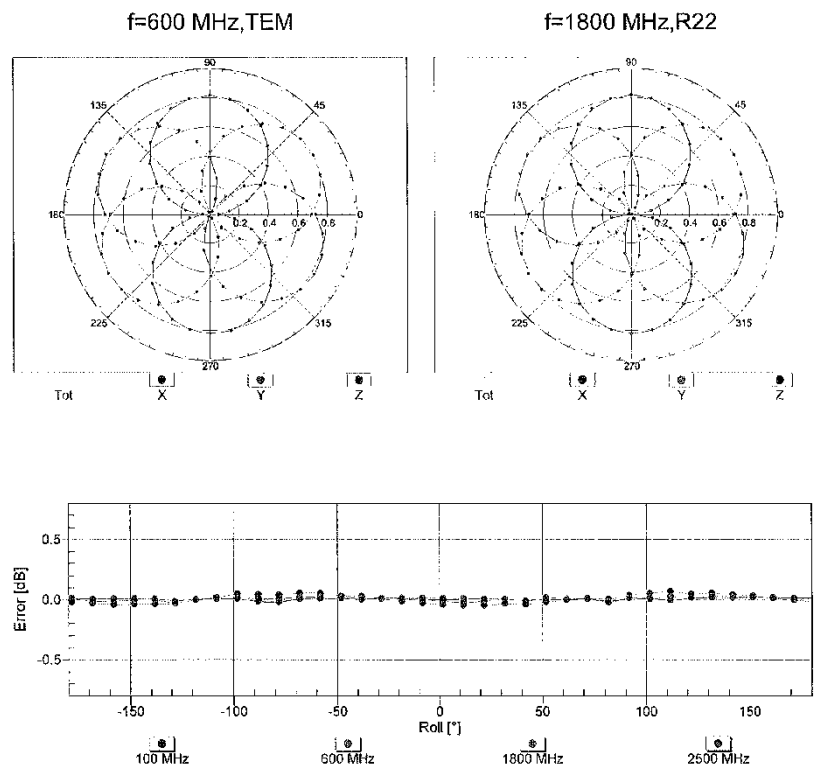 f=600 MHz,TEM
f=1800 MHz,R22
90
135
45
180
0.2 0.4 0.6 0.8
0
225
315
270
Tot X Y Z
90
135
45
180
0.2 0.4 0.6 0.8
0
225
315
270
Tot X Y Z
Error [dB]
0.5
0.0
-0.5
-150 -100 -50 0 50 100 150
Roll [°]
100 MHz 600 MHz 1800 MHz 2500 MHz